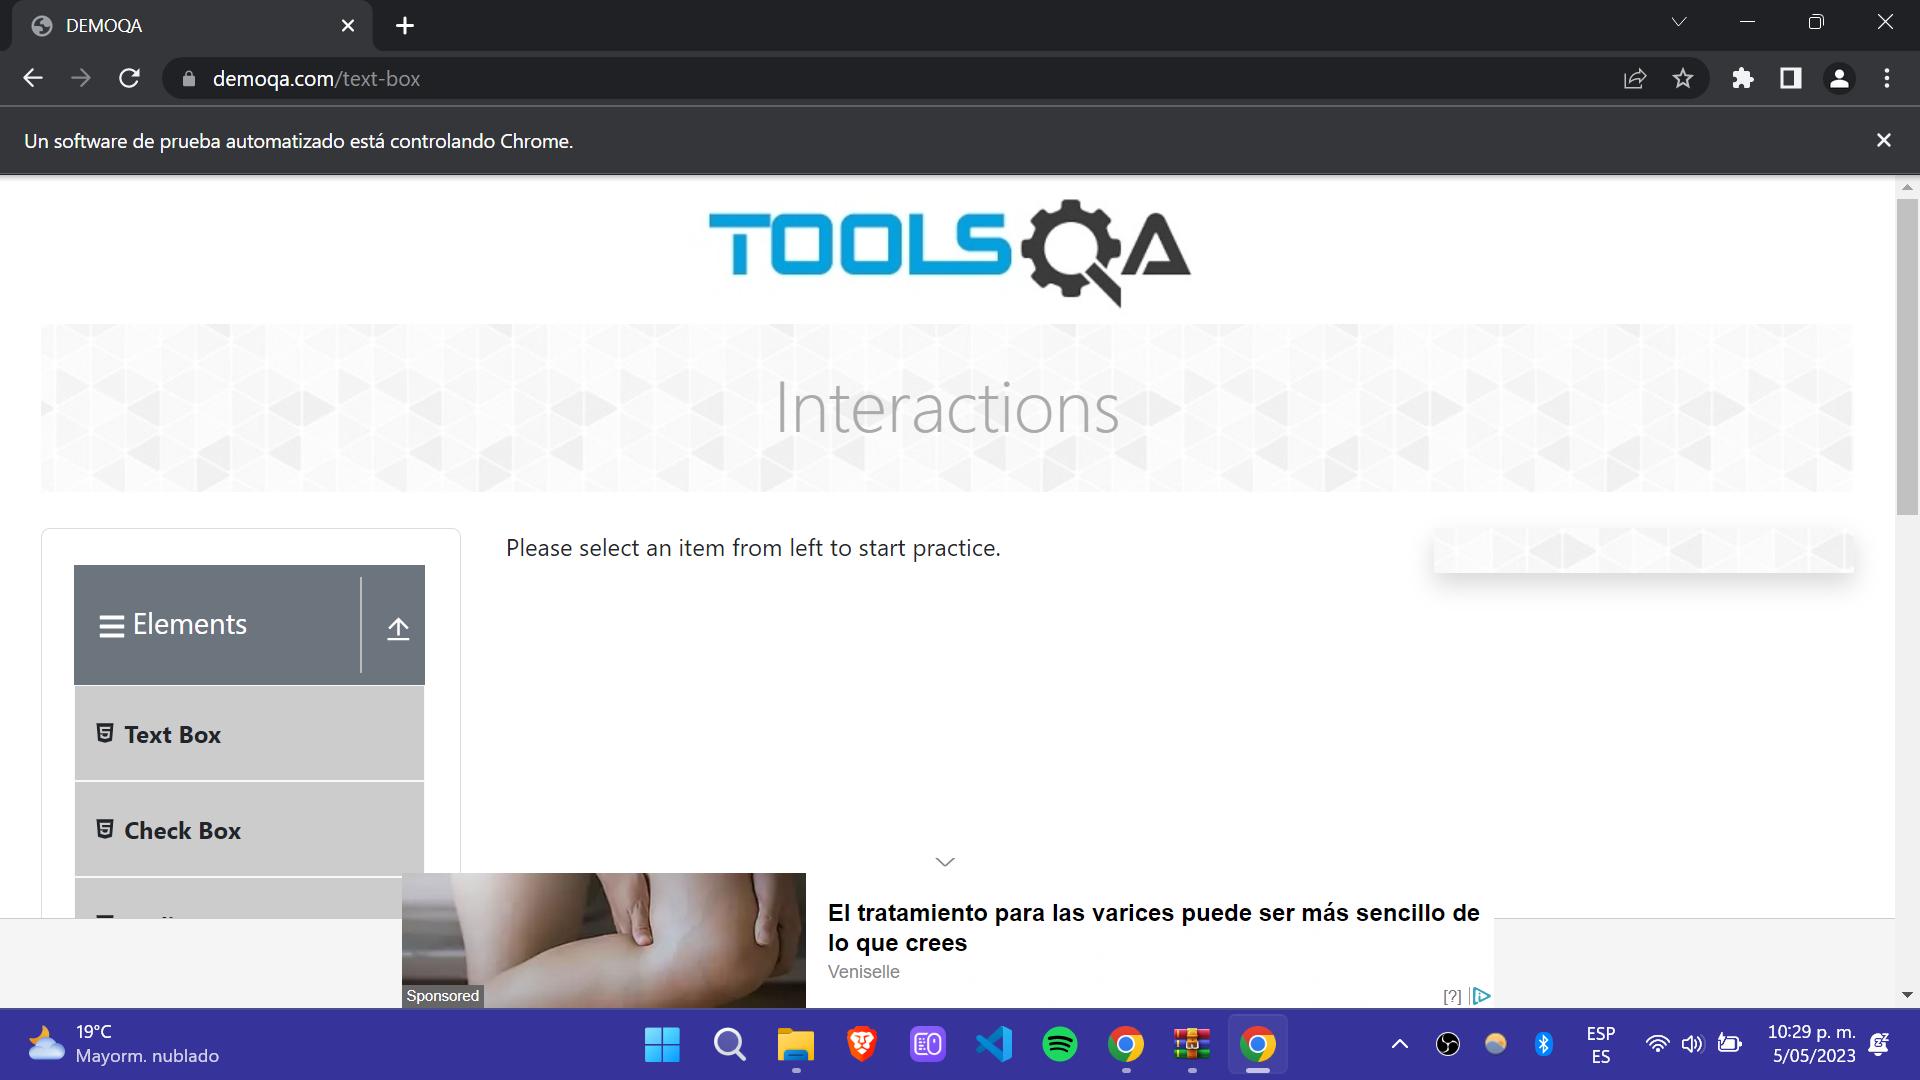 DEMOQA
demoqa.com/text-box
Un software de prueba automatizado está controlando Chrome.
TOOLSQA
Interactions
Elements
Text Box
Check Box
Please select an item from left to start practice.
El tratamiento para las varices puede ser más sencillo de
lo que crees
Veniselle
Sponsored
[?]
19°C
Mayorm. nublado
ESP
ES
10:29 p. m.
5/05/2023